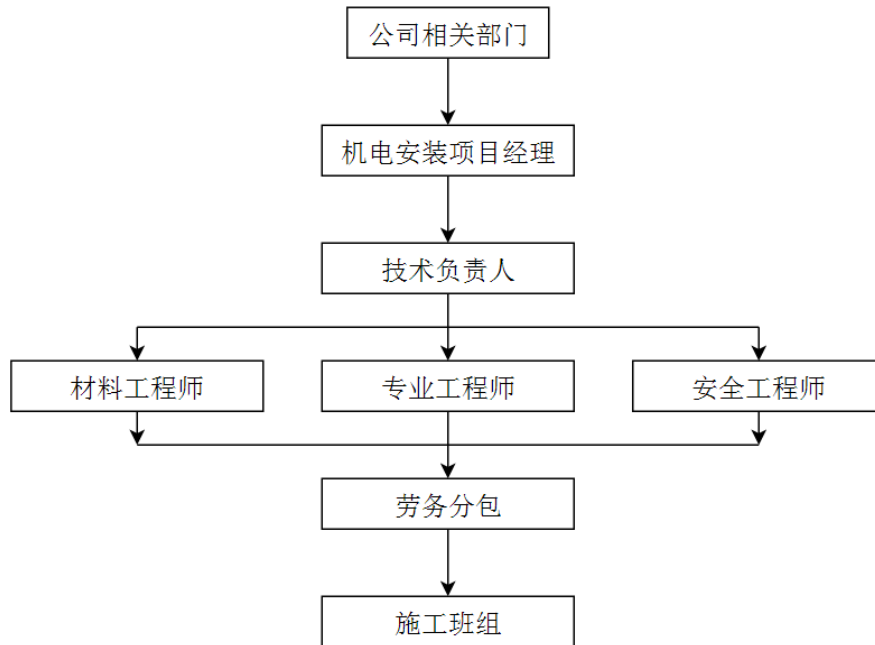 公司相关部门
机电安装项目经理
技术负责人
材料工程师
专业工程师
安全工程师
劳务分包
施工班组